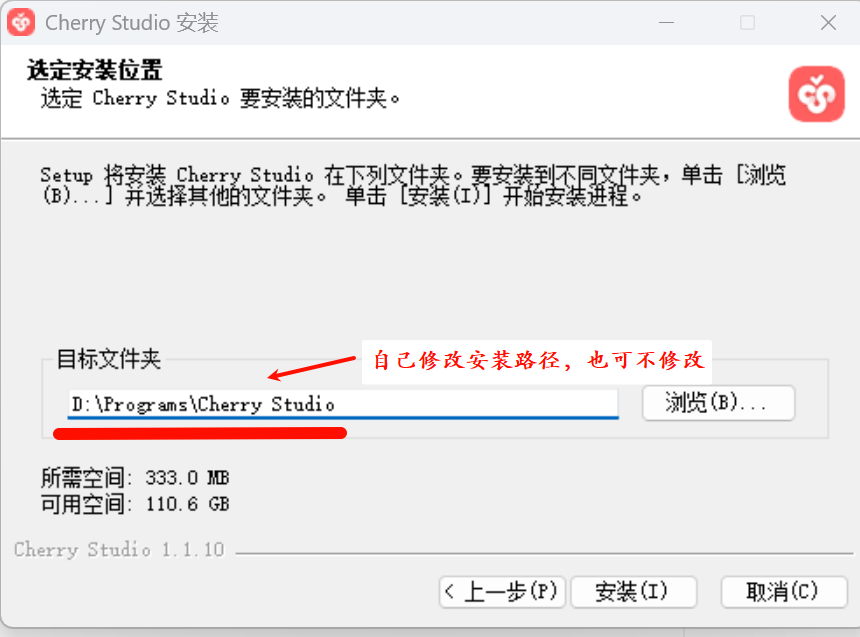 Cherry Studio 安装
选定安装位置
选定 Cherry Studio 要安装的文件夹。
Setup 将安装 Cherry Studio 在下列文件夹。要安装到不同文件夹，单击 [浏览
(B)...] 并选择其他的文件夹。 单击 [安装(I)] 开始安装进程。
目标文件夹
自己修改安装路径，也可不修改
D:\Programs\Cherry Studio
浏览(B)...
所需空间: 333.0 MB
可用空间: 110.6 GB
Cherry Studio 1.1.10
< 上一步(P)
安装(I)
取消(C)